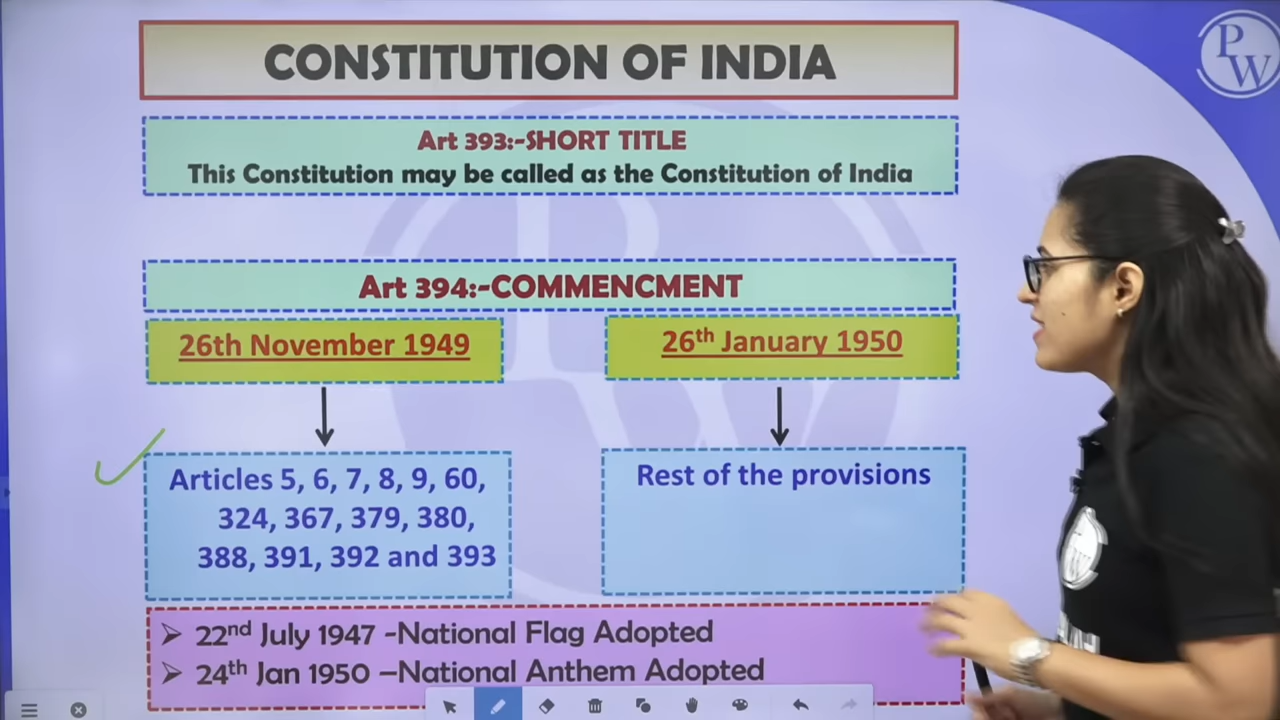 CONSTITUTION OF INDIA
PW
Art 393:-SHORT TITLE
This Constitution may be called as the Constitution of India
Art 394:-COMMENCMENT
26th November 1949
26th January 1950
Articles 5, 6, 7, 8, 9, 60,
324, 367, 379, 380,
388, 391, 392 and 393
Rest of the provisions
➢ 22nd July 1947 -National Flag Adopted
➢ 24th Jan 1950 –National Anthem Adopted
PW